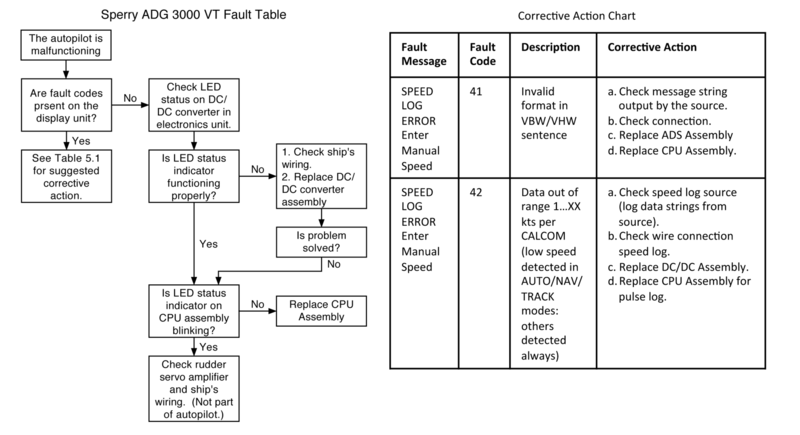 Sperry ADG 3000 VT Fault Table
The autopilot is
malfunctioning
Are fault codes
prsent on the
display unit?
No
Yes
See Table 5.1
for suggested
corrective
action.
Check LED
status on DC/
DC converter in
electronics unit.
Is LED status
indicator
functioning
properly?
No
Yes
1. Check ship's
wiring.
2. Replace DC/
DC converter
assembly
Is problem
solved?
No
Is LED status
indicator on
CPU assembly
blinking?
No
Replace CPU
Assembly
Yes
Check rudder
servo amplifier
and ship's
wiring. (Not part
of autopilot.)
Corrective Action Chart
Fault
Message
Fault
Code
Description
Corrective Action
SPEED
LOG
ERROR
Enter
Manual
Speed
41
Invalid
format in
VBW/VHW
sentence
a. Check message string
output by the source.
b. Check connection.
c. Replace ADS Assembly
d. Replace CPU Assembly.
SPEED
LOG
ERROR
Enter
Manual
Speed
42
Data out of
range 1...XX
kts per
CALCOM
(low speed
detected in
AUTO/NAV/
TRACK
modes:
others
detected
always)
a. Check speed log source
(log data strings from
source).
b. Check wire connection
speed log.
c. Replace DC/DC Assembly.
d. Replace CPU Assembly for
pulse log.